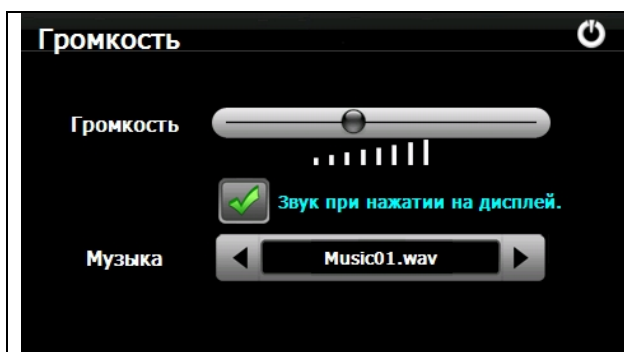 Громкость
Громкость
Звук при нажатии на дисплей.
Музыка
Music01.wav